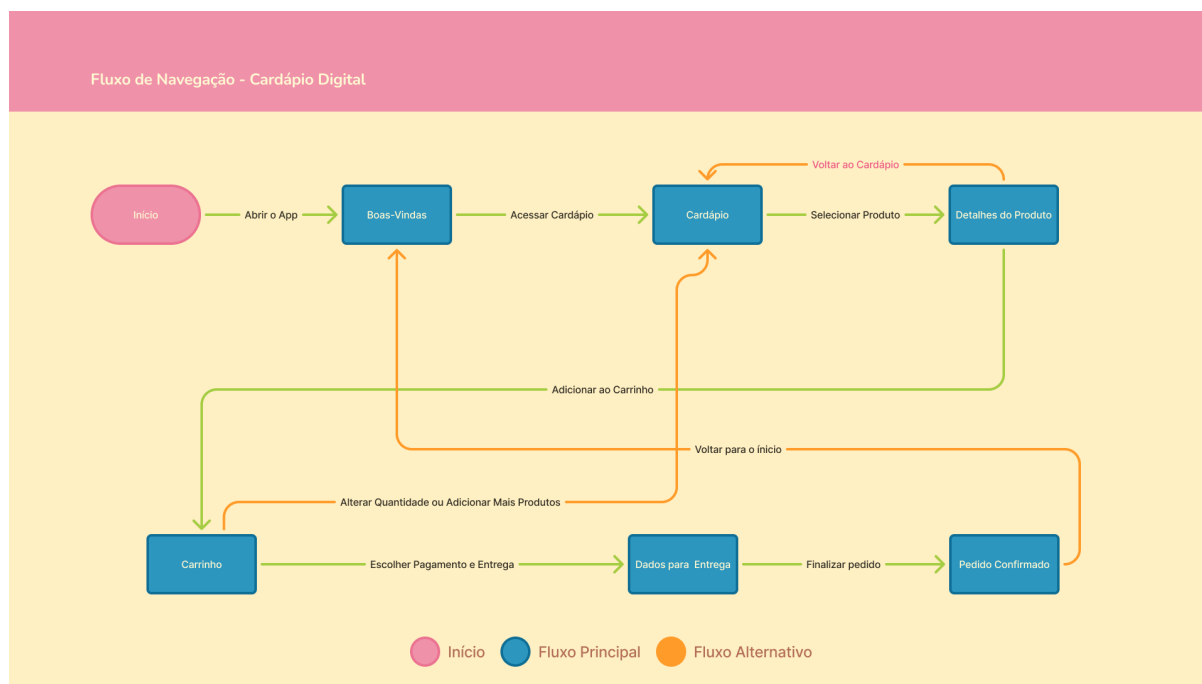 Fluxo de Navegação - Cardápio Digital
Voltar ao Cardápio
Início
Abrir o App
Boas-Vindas
Acessar Cardápio
Cardápio
Selecionar Produto
Detalhes do Produto
Adicionar ao Carrinho
Voltar para o ínicio
Alterar Quantidade ou Adicionar Mais Produtos
Carrinho
Escolher Pagamento e Entrega
Dados para Entrega
Finalizar pedido
Pedido Confirmado
Início
Fluxo Principal
Fluxo Alternativo